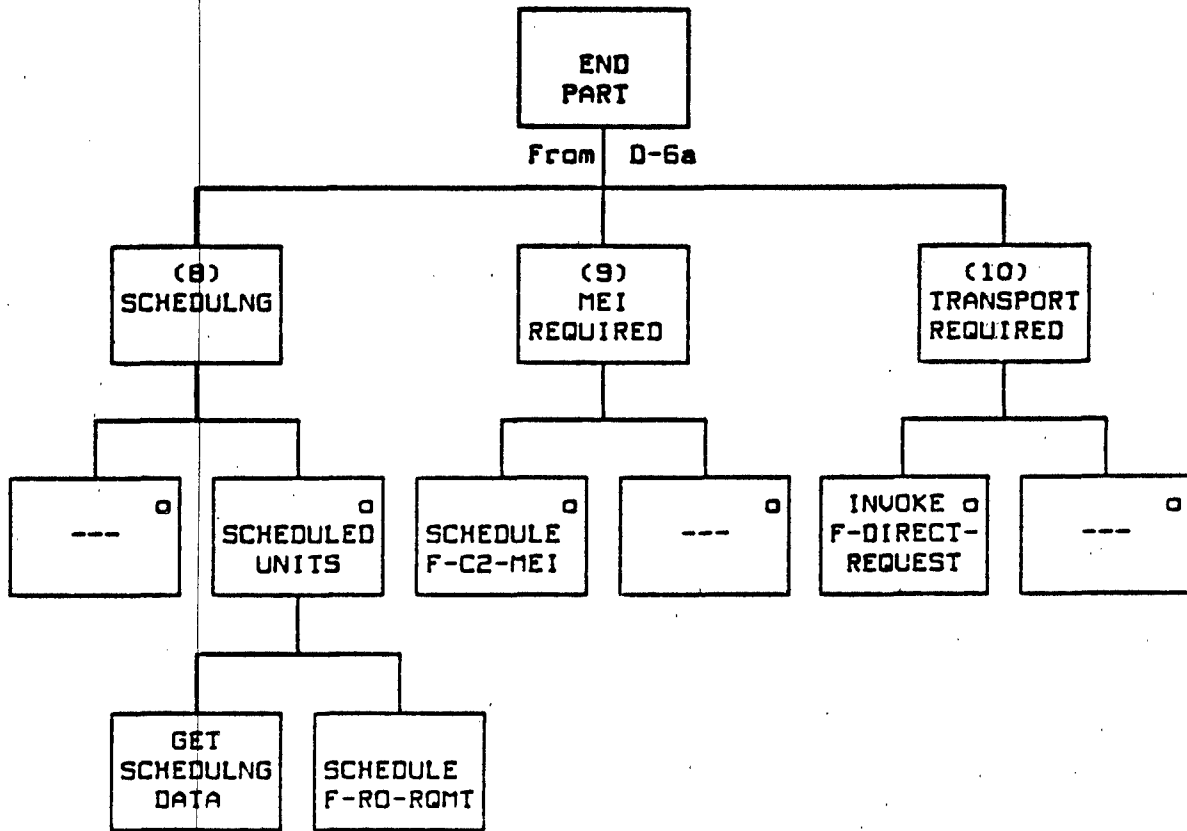 END
PART
From D-6a
(8)
SCHEDULNG
(9)
MEI
REQUIRED
(10)
TRANSPORT
REQUIRED
---
SCHEDULED
UNITS
SCHEDULE
F-C2-MEI
---
INVOKE
F-DIRECT-
REQUEST
---
GET
SCHEDULNG
DATA
SCHEDULE
F-RO-RQMT